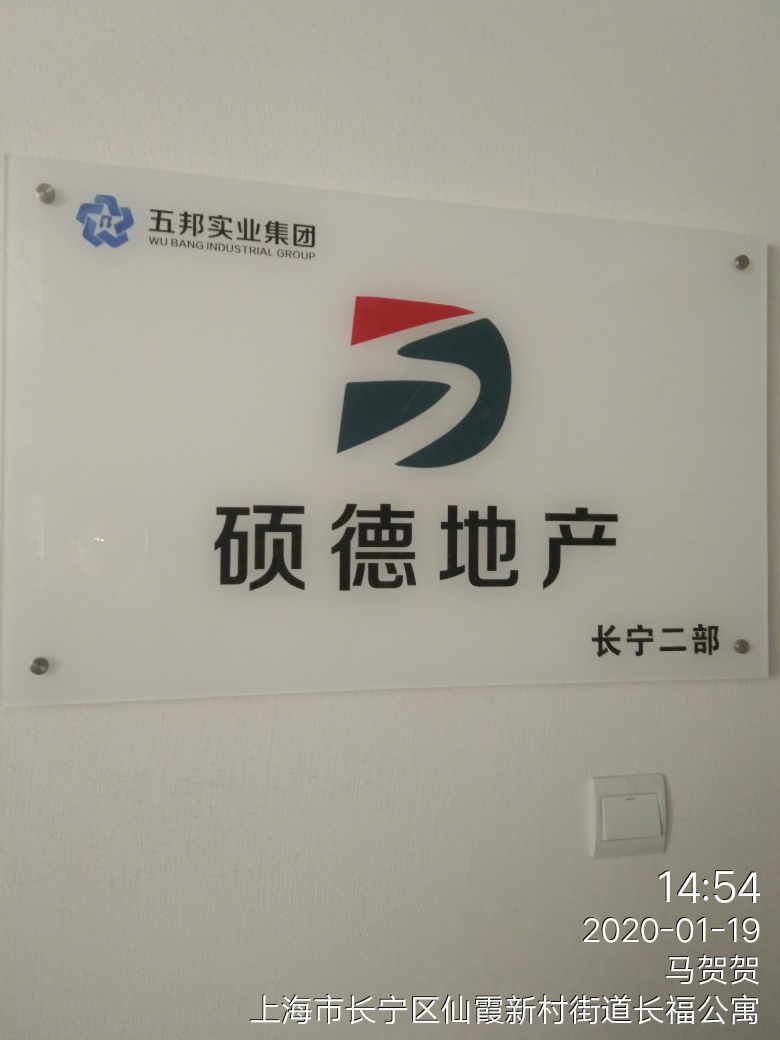 五邦实业集团
WU BANG INDUSTRIAL GROUP
硕德地产
长宁二部
14:54
2020-01-19
马贺贺
上海市长宁区仙霞新村街道长福公寓